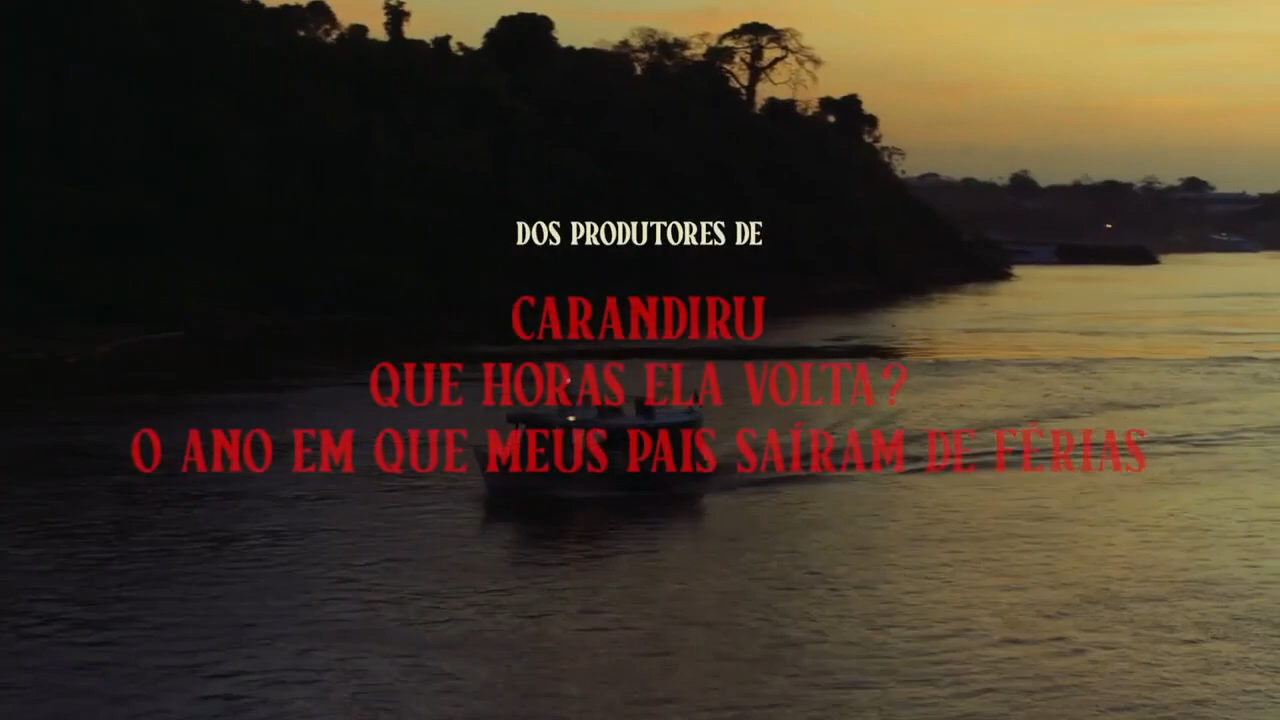 DOS PRODUTORES DE
CARANDIRU
QUE HORAS ELA VOLTA?
O ANO EM QUE MEUS PAIS SAÍRAM DE FÉRIAS